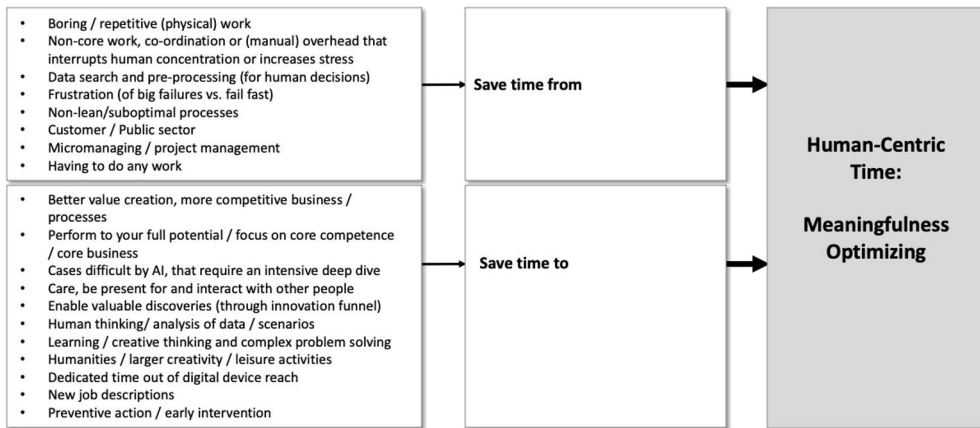 • Boring / repetitive (physical) work
• Non-core work, co-ordination or (manual) overhead that
interrupts human concentration or increases stress
• Data search and pre-processing (for human decisions)
• Frustration (of big failures vs. fail fast)
• Non-lean/suboptimal processes
• Customer / Public sector
• Micromanaging / project management
• Having to do any work
Save time from
• Better value creation, more competitive business /
processes
• Perform to your full potential / focus on core competence
/ core business
• Cases difficult by AI, that require an intensive deep dive
• Care, be present for and interact with other people
• Enable valuable discoveries (through innovation funnel)
• Human thinking/ analysis of data / scenarios
• Learning / creative thinking and complex problem solving
• Humanities / larger creativity / leisure activities
• Dedicated time out of digital device reach
• New job descriptions
• Preventive action / early intervention
Save time to
Human-Centric
Time:
Meaningfulness
Optimizing